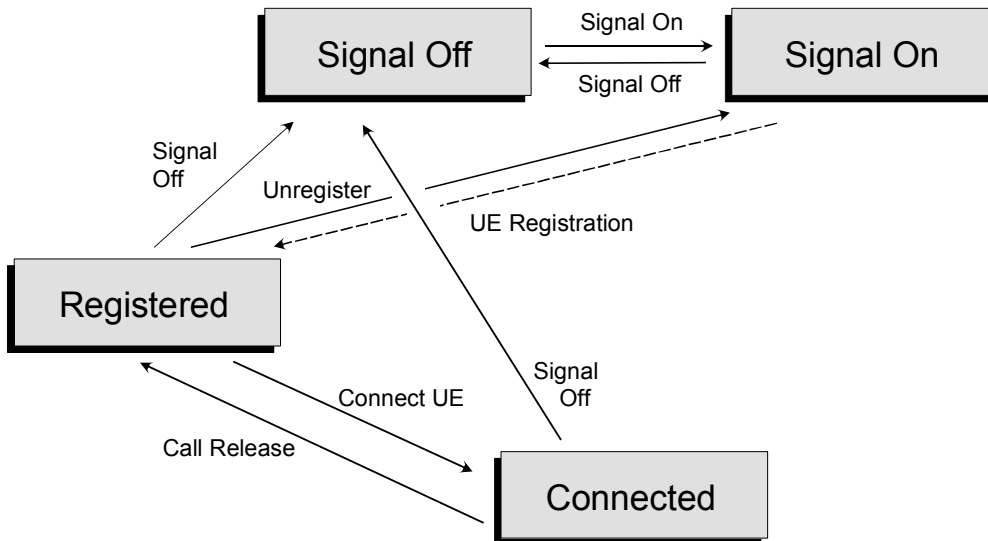 Signal Off
Signal On
Signal On
Signal Off
Signal
Off
Unregister
UE Registration
Registered
Signal
Off
Connect UE
Call Release
Connected